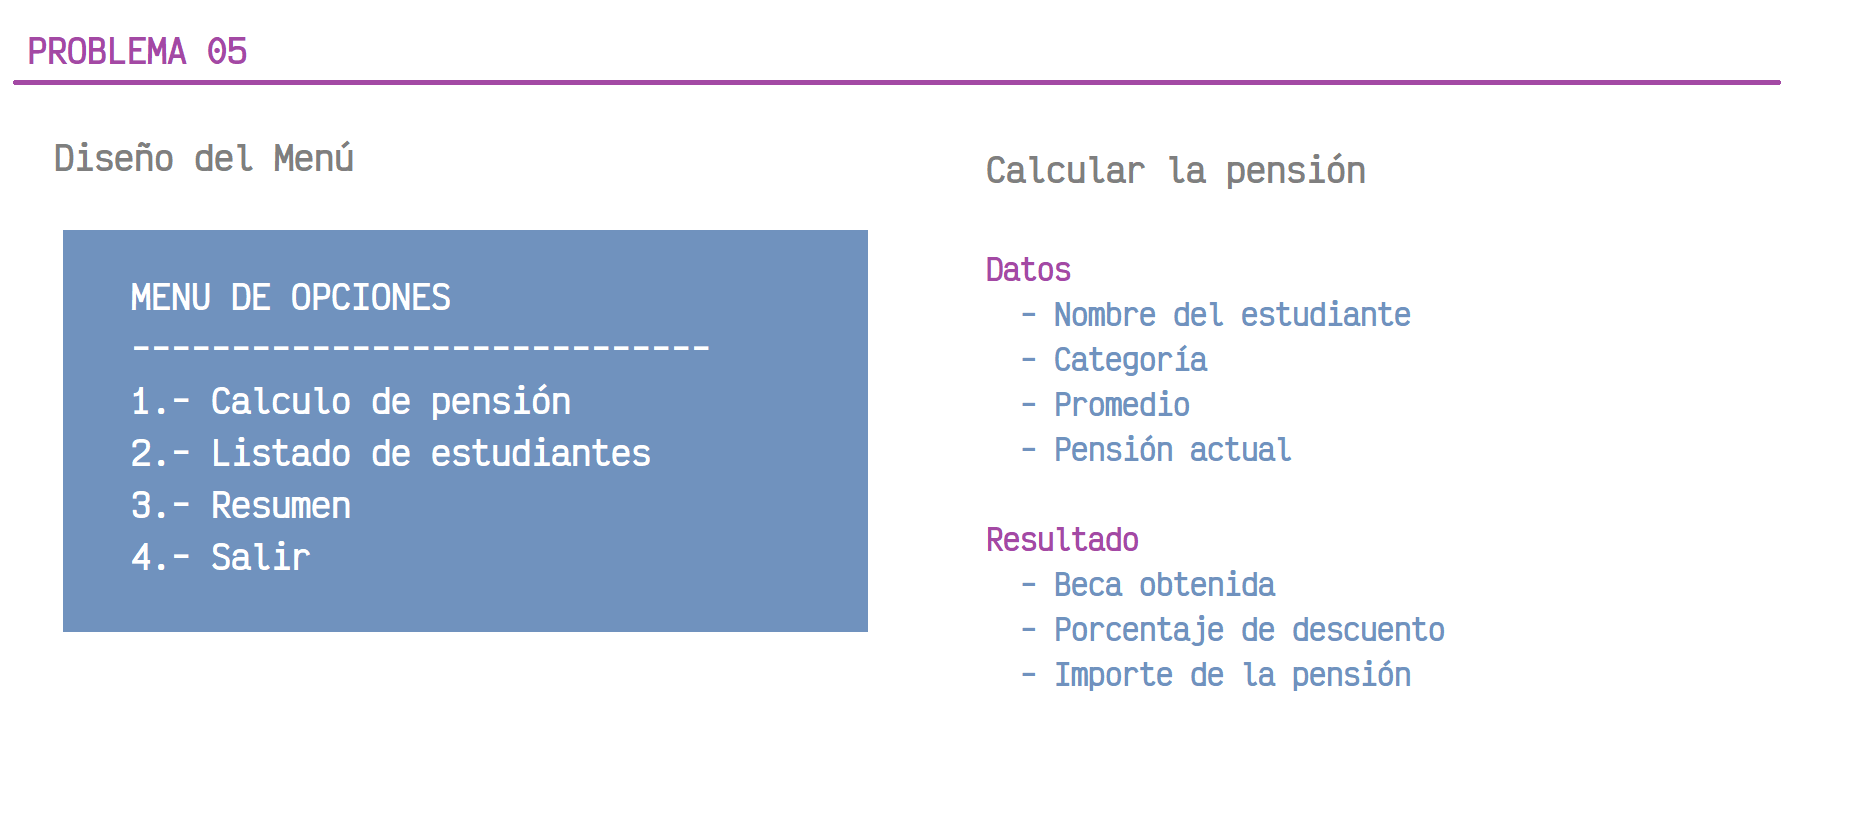 PROBLEMA 05
Diseño del Menú
MENU DE OPCIONES
-----------------------------
1.- Calculo de pensión
2.- Listado de estudiantes
3.- Resumen
4.- Salir
Calcular la pensión
Datos
- Nombre del estudiante
- Categoría
- Promedio
- Pensión actual
Resultado
- Beca obtenida
- Porcentaje de descuento
- Importe de la pensión